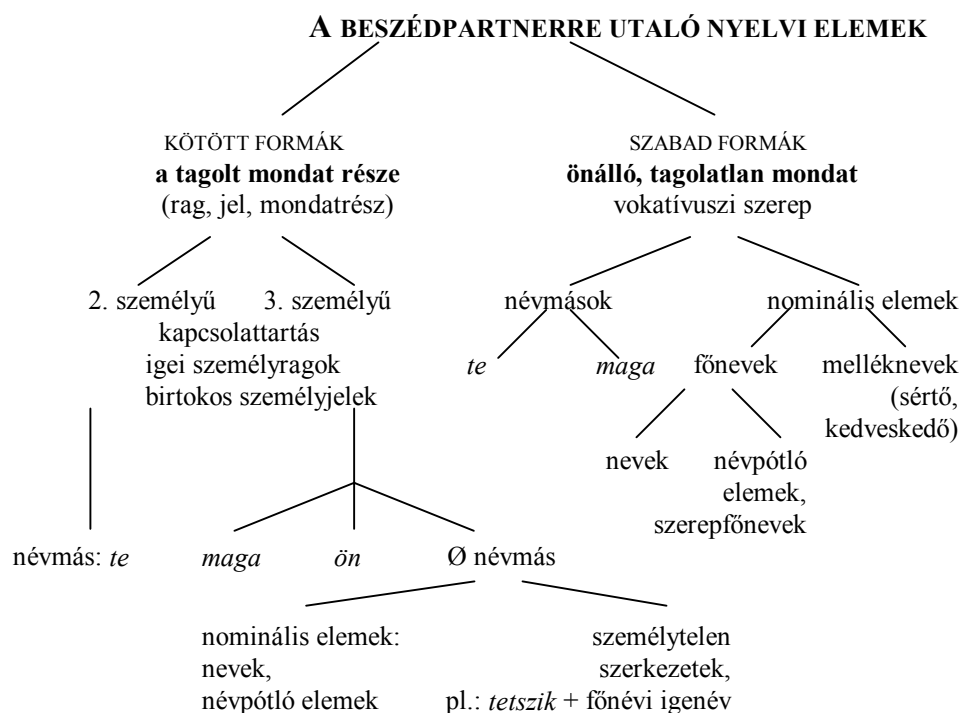 A BESZÉDPARTNERRE UTALÓ NYELVI ELEMEK
KÖTÖTT FORMÁK
a tagolt mondat része
(rag, jel, mondatrész)
SZABAD FORMÁK
önálló, tagolatlan mondat
vokatívuszi szerep
2. személyű 3. személyű
kapcsolattartás
igei személyragok
birtokos személyjelek
névmások
nominális elemek
te
maga
főnevek
melléknevek
(sértő,
kedveskedő)
nevek
névpótló
elemek,
szerepfőnevek
névmás: te
maga
ön
Ø névmás
nominális elemek:
nevek,
névpótló elemek
személytelen
szerkezetek,
pl.: tetszik + főnévi igenév